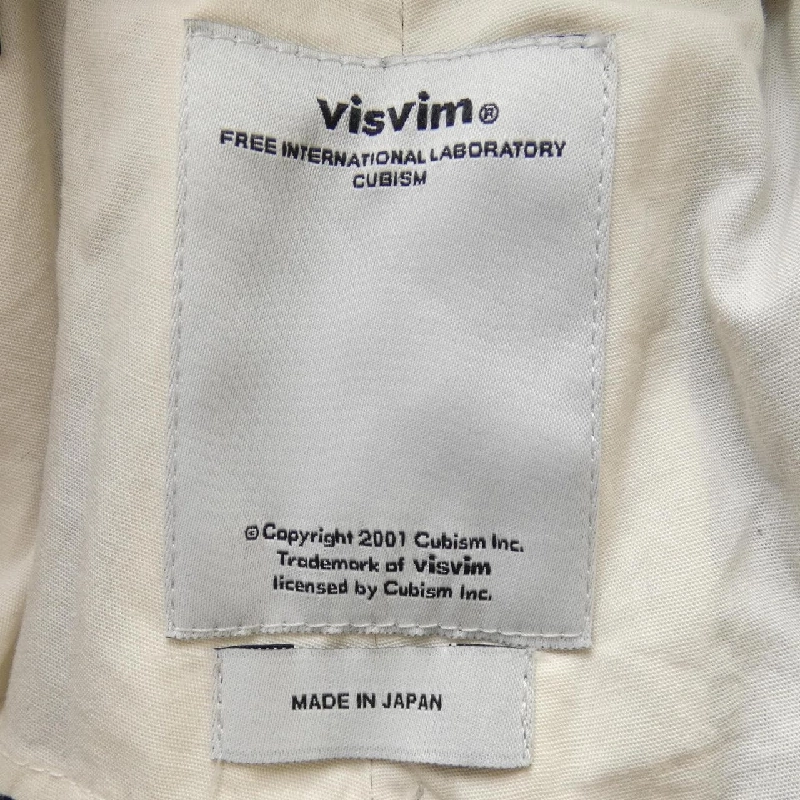 visvim®
FREE INTERNATIONAL LABORATORY
CUBISM
©Copyright 2001 Cubism Inc.
Trademark of visvim
licensed by Cubism Inc.
MADE IN JAPAN